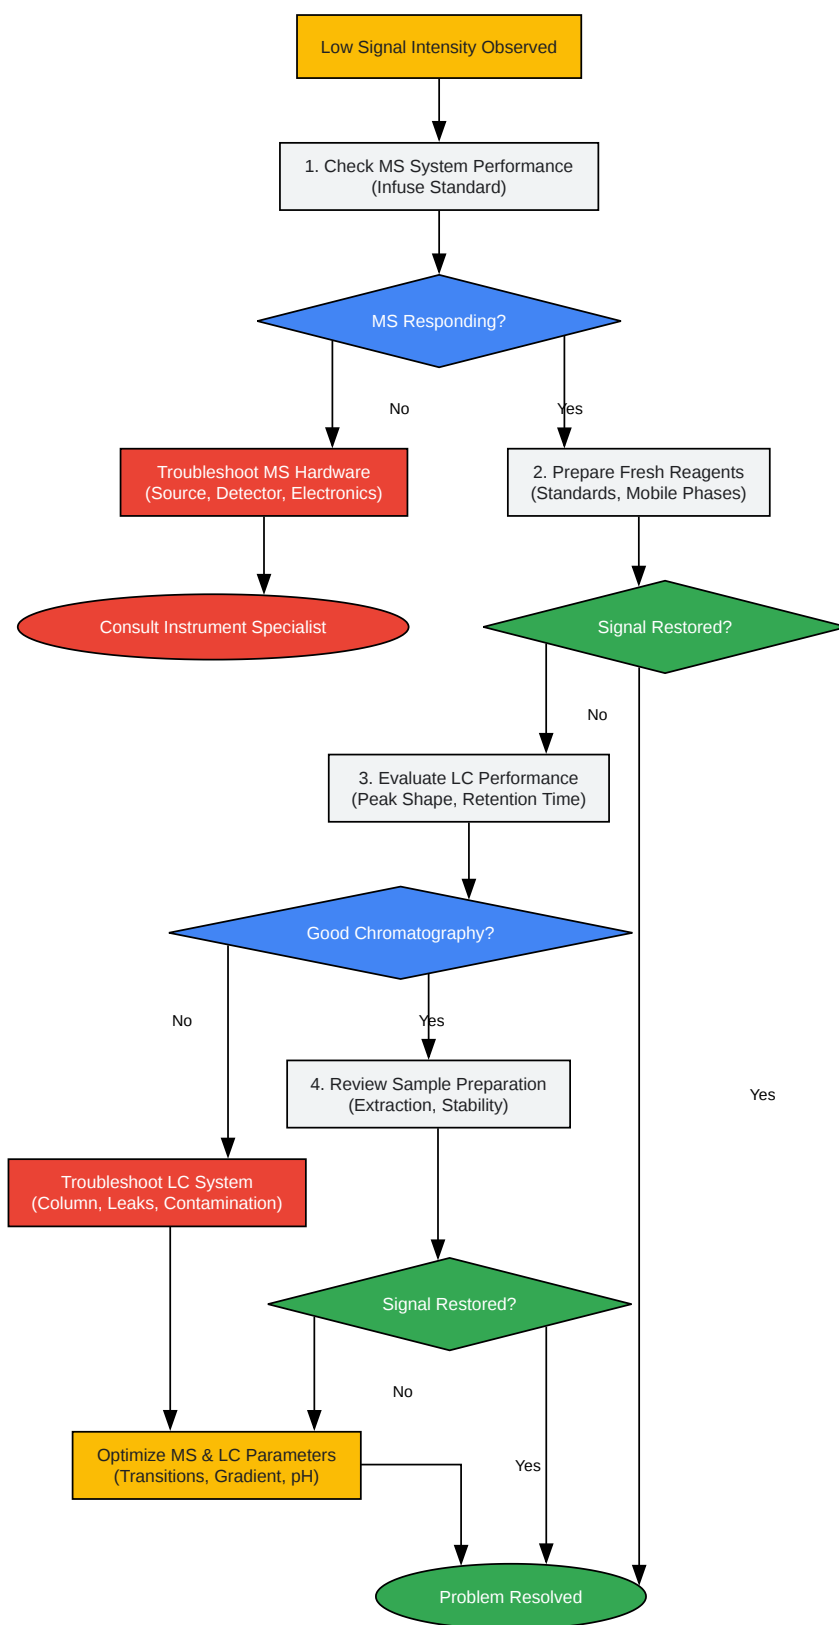 Low Signal Intensity Observed
1. Check MS System Performance
(Infuse Standard)
MS Responding?
No
Yes
Troubleshoot MS Hardware
(Source, Detector, Electronics)
2. Prepare Fresh Reagents
(Standards, Mobile Phases)
Consult Instrument Specialist
Signal Restored?
No
3. Evaluate LC Performance
(Peak Shape, Retention Time)
Good Chromatography?
No
Yes
4. Review Sample Preparation
(Extraction, Stability)
Yes
Troubleshoot LC System
(Column, Leaks, Contamination)
Signal Restored?
No
Optimize MS & LC Parameters
(Transitions, Gradient, pH)
Yes
Problem Resolved